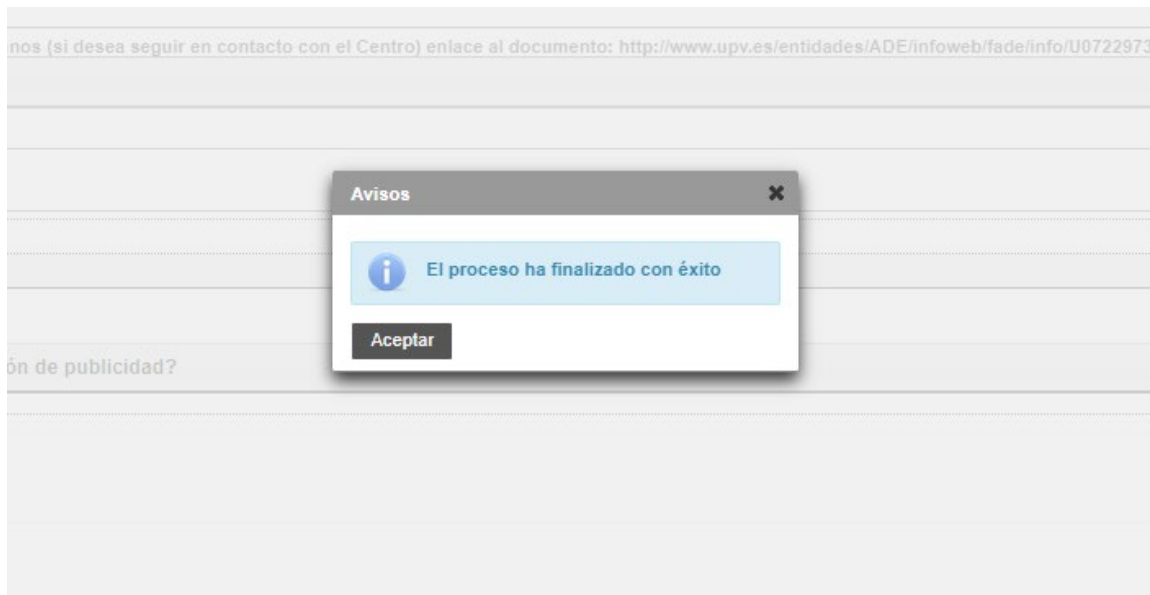 nos (si desea seguir en contacto con el Centro) enlace al documento: http://www.upv.es/entidades/ADE/infoweb/fade/info/U0722973
Avisos
El proceso ha finalizado con éxito
Aceptar
ón de publicidad?